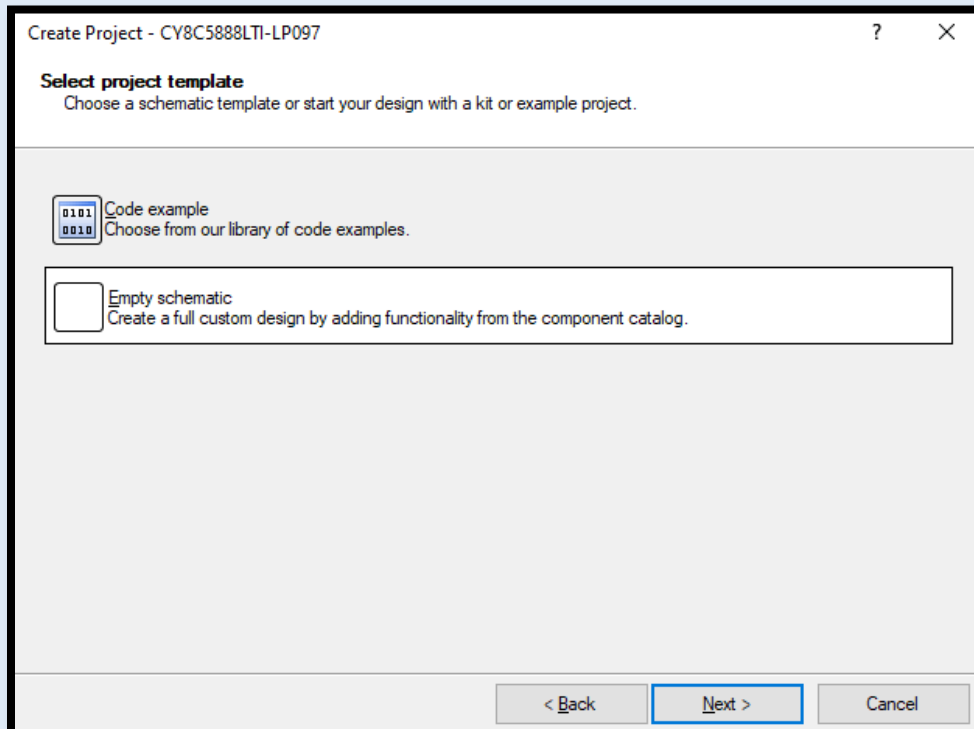 Create Project - CY8C5888LTI-LP097
?
Select project template
Choose a schematic template or start your design with a kit or example project.
0101
0010
Code example
Choose from our library of code examples.
Empty schematic
Create a full custom design by adding functionality from the component catalog.
< Back
Next >
Cancel